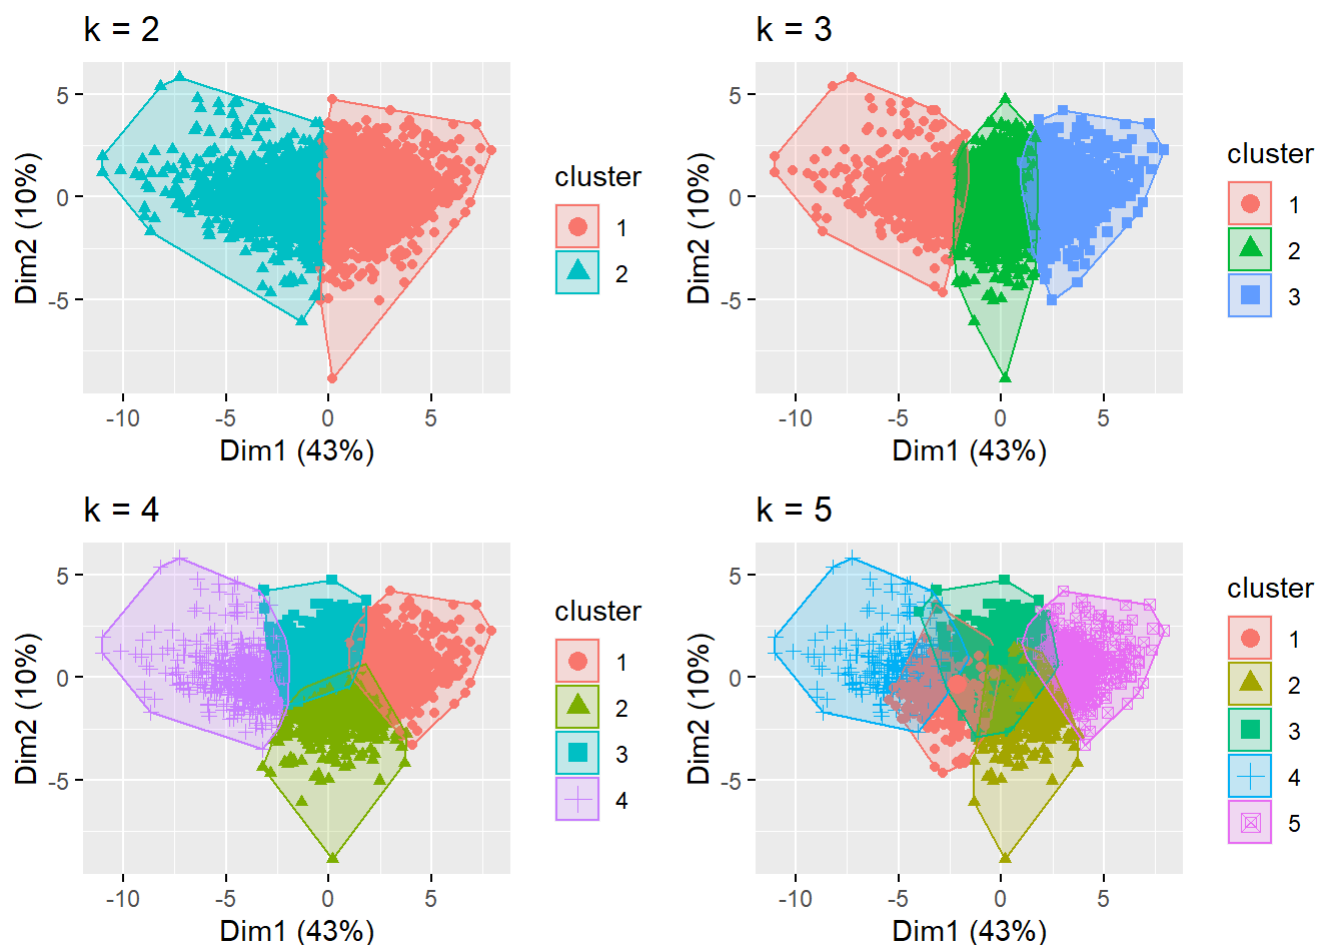 k = 2
5
0
-5
Dim2 (10%)
-10 -5 0 5
Dim1 (43%)
cluster
1
2
k = 3
5
0
-5
Dim2 (10%)
-10 -5 0 5
Dim1 (43%)
cluster
1
2
3
k = 4
5
0
-5
Dim2 (10%)
-10 -5 0 5
Dim1 (43%)
cluster
1
2
3
4
k = 5
5
0
-5
Dim2 (10%)
-10 -5 0 5
Dim1 (43%)
cluster
1
2
3
4
5